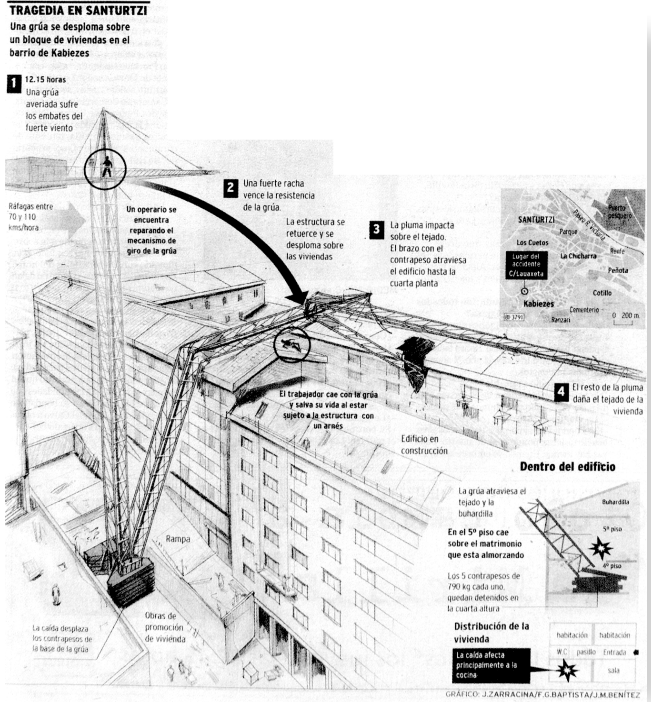 TRAGEDIA EN SANTURTZI
Una grúa se desploma sobre
un bloque de viviendas en el
barrio de Kabiezes
1 12.15 horas
Una grúa
averiada sufre
los embates del
fuerte viento
Ráfagas entre
70 y 110
kms/hora
Un operario se
encuentra
reparando el
mecanismo de
giro de la grúa
2 Una fuerte racha
vence la resistencia
de la grúa.
La estructura se
retuerce y se
desploma sobre
las viviendas
3 La pluma impacta
sobre el tejado.
El brazo con el
contrapeso atraviesa
el edificio hasta la
cuarta planta
SANTURTZI
Puerto
pesquero
Parque
Los Cuetos
Lugar del
accidente
C/Lauaxeta
La Chicharra
Peñota
Kabiezes
Cotillo
Cementerio
0 200 m.
4 El resto de la pluma
daña el tejado de la
vivienda
El trabajador cae con la grúa
y salva su vida al estar
sujeto a la estructura con
un arnés
Edificio en
construcción
Rampa
Obras de
promoción
de vivienda
La caída desplaza
los contrapesos de
la base de la grúa
Dentro del edificio
La grúa atraviesa el
tejado y la
buhardilla
En el 5º piso cae
sobre el matrimonio
que esta almorzando
Los 5 contrapesos de
790 kg cada uno,
quedan detenidos en
la cuarta altura
Buhardilla
5º piso
4º piso
Distribución de la
vivienda
La caída afecta
principalmente a la
cocina
habitación habitación
W.C pasillo Entrada
sala
GRÁFICO: J.ZARRACINA/F.G.BAPTISTA/J.M.BENÍTEZ